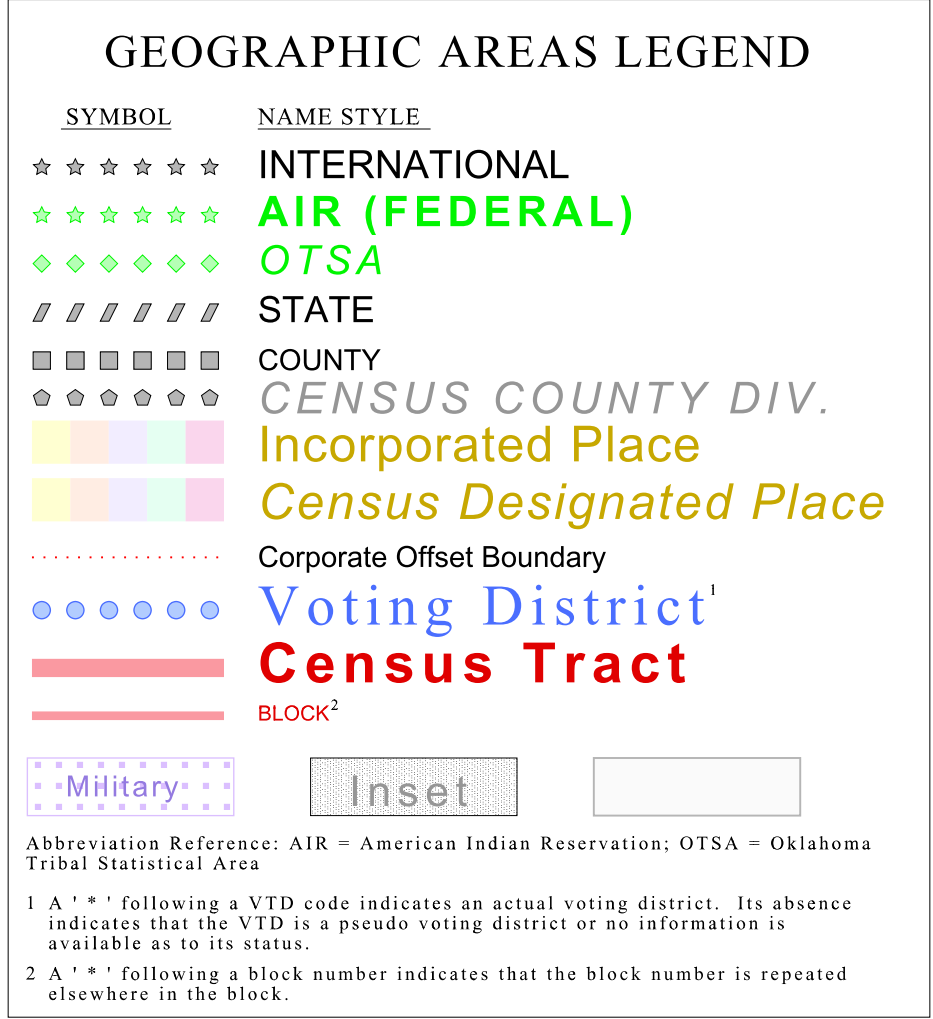 GEOGRAPHIC AREAS LEGEND
SYMBOL NAME STYLE
INTERNATIONAL
AIR (FEDERAL)
OTSA
STATE
COUNTY
CENSUS COUNTY DIV.
Incorporated Place
Census Designated Place
Corporate Offset Boundary
Voting District¹
Census Tract
BLOCK²
Military Inset
Abbreviation Reference: AIR = American Indian Reservation; OTSA = Oklahoma
Tribal Statistical Area
1 A ' * ' following a VTD code indicates an actual voting district. Its absence
indicates that the VTD is a pseudo voting district or no information is
available as to its status.
2 A ' * ' following a block number indicates that the block number is repeated
elsewhere in the block.